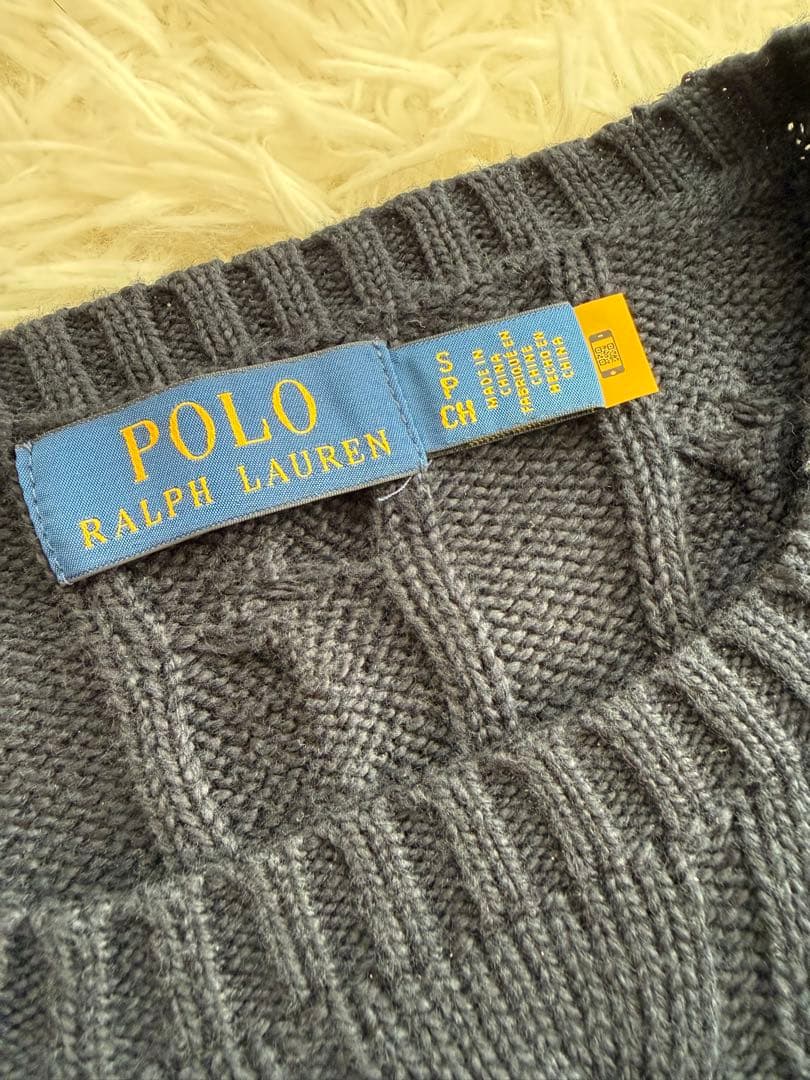 POLO
RALPH LAUREN
S
P
CH
MADE IN
CHINA
FABRIQUÉ EN
CHINE
HECHO EN
CHINA